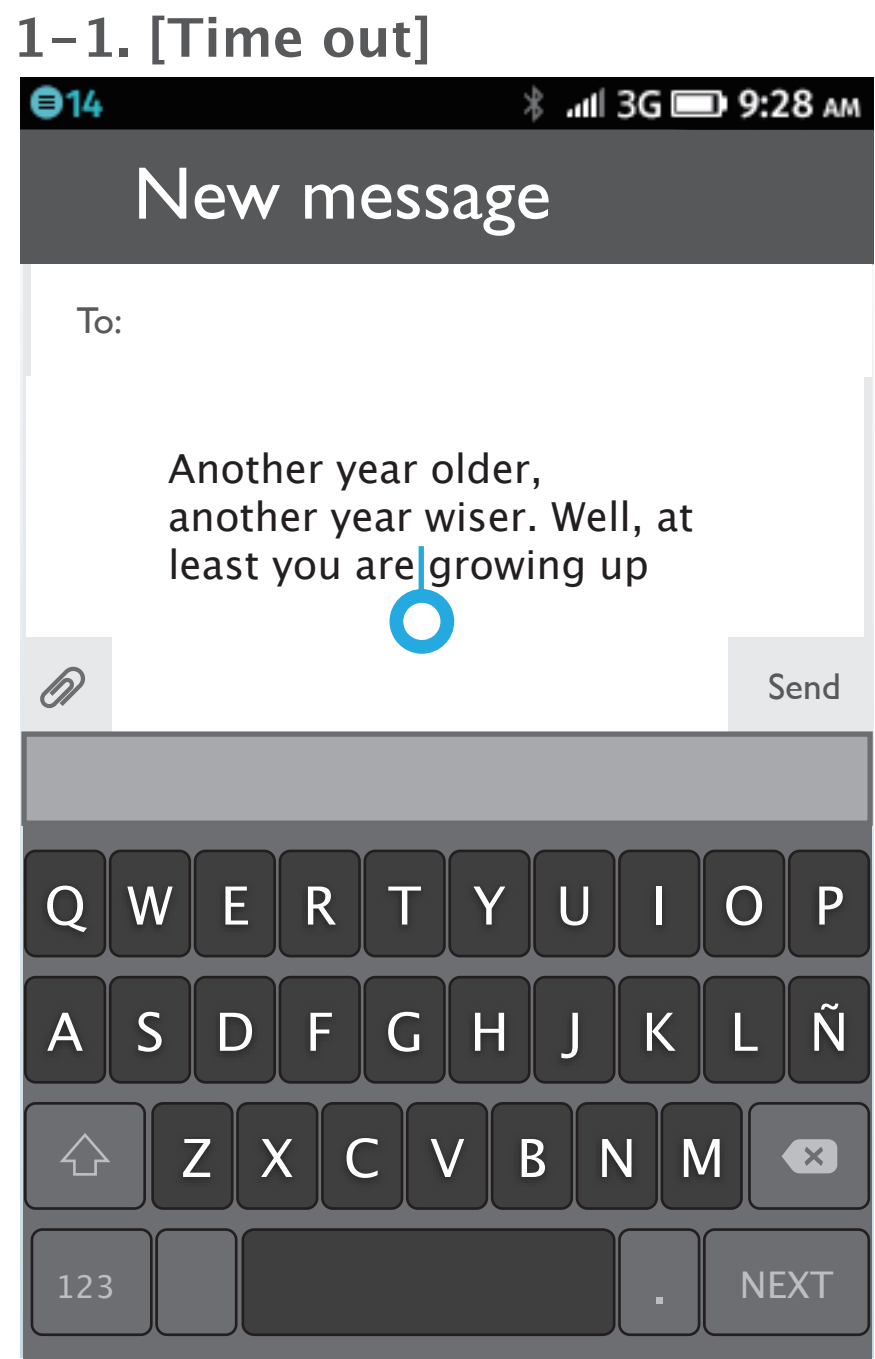 1-1. [Time out]
14 3G 9:28 AM
New message
To:
Another year older,
another year wiser. Well, at
least you are growing up
Send
Q W E R T Y U I O P
A S D F G H J K L Ñ
Z X C V B N M
123 . NEXT